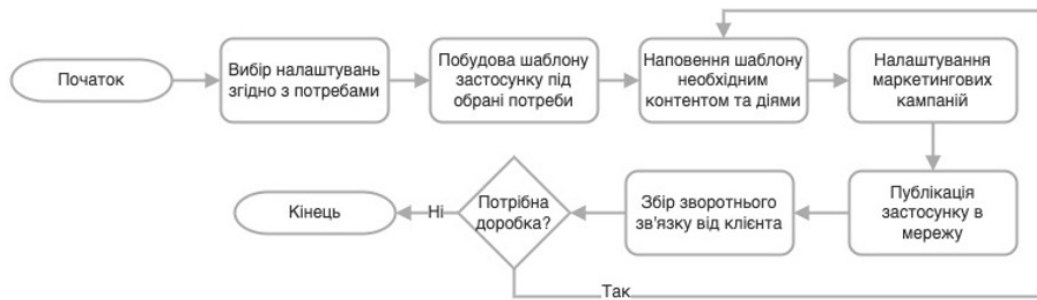 Початок
Вибір налаштувань
згідно з потребами
Побудова шаблону
застосунку під
обрані потреби
Наповення шаблону
необхідним
контентом та діями
Налаштування
маркетингових
кампаній
Публікація
застосунку в
мережу
Збір зворотнього
зв'язку від клієнта
Потрібна
доробка?
Ні
Кінець
Так